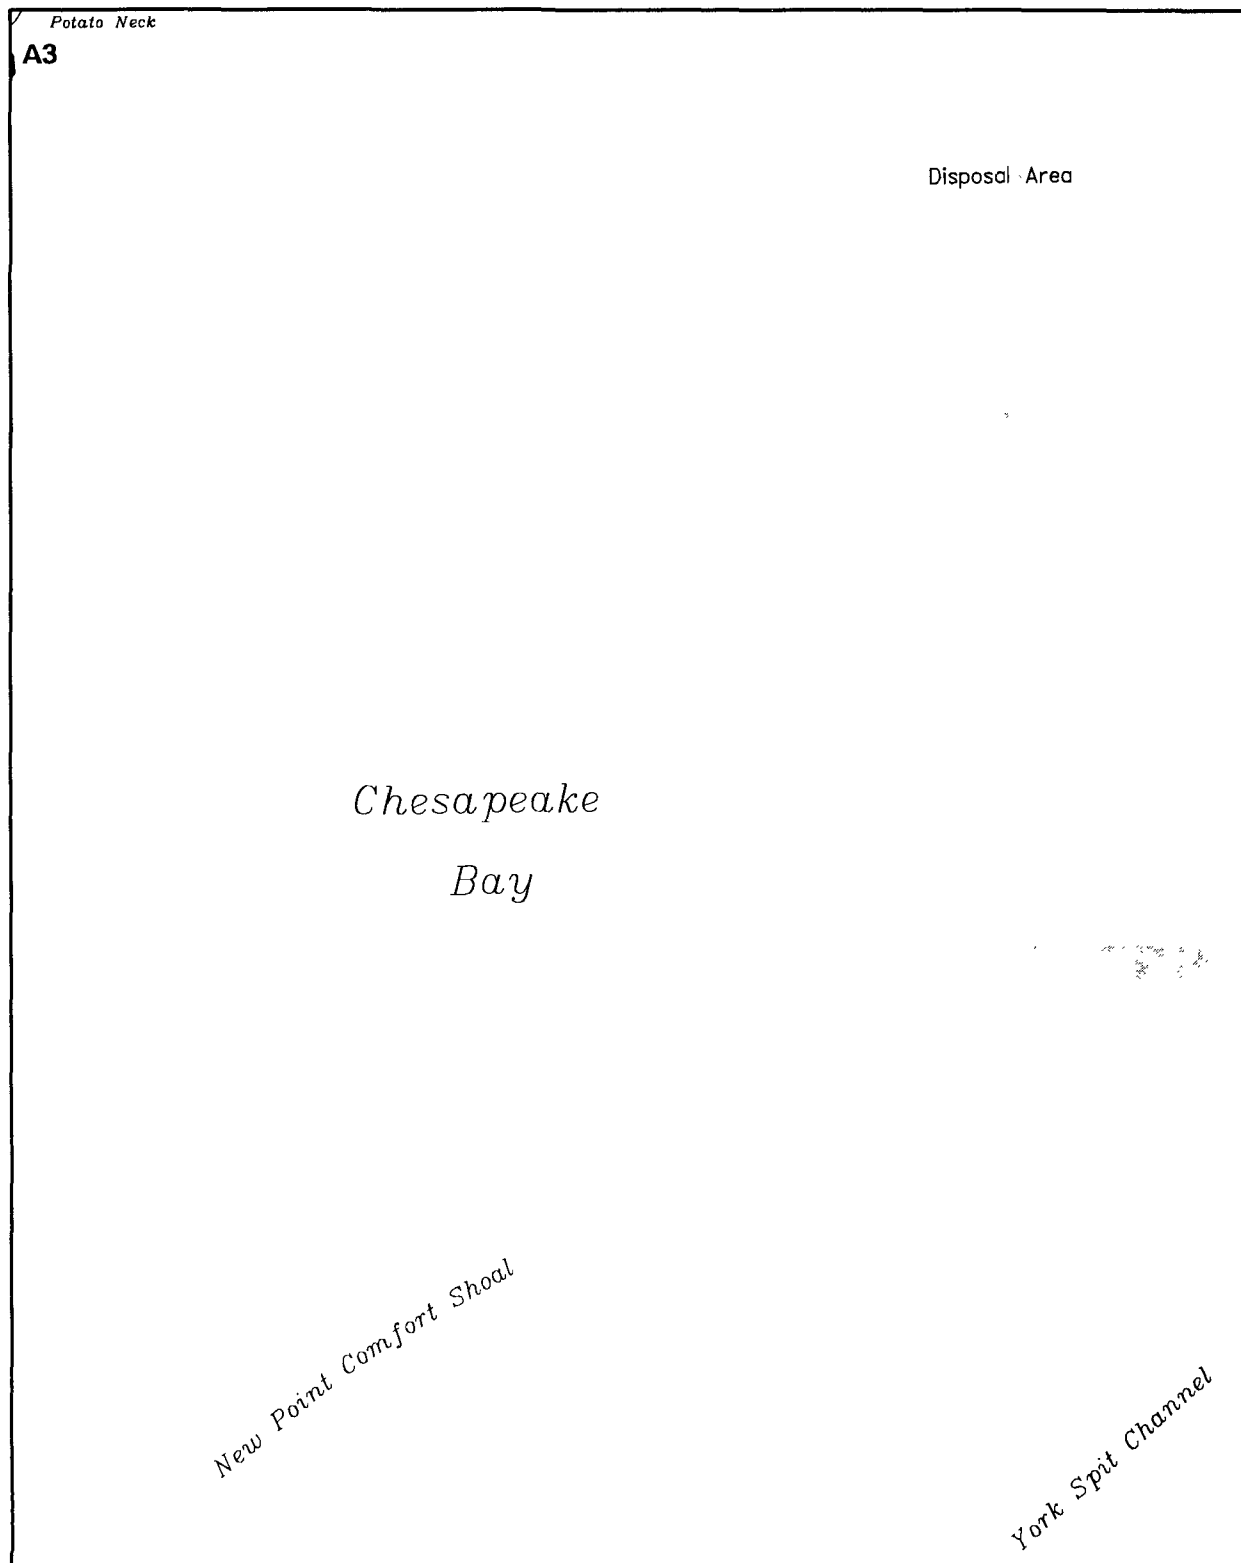 Potato Neck
A3
Disposal Area
Chesapeake
Bay
New Point Comfort Shoal
York Spit Channel